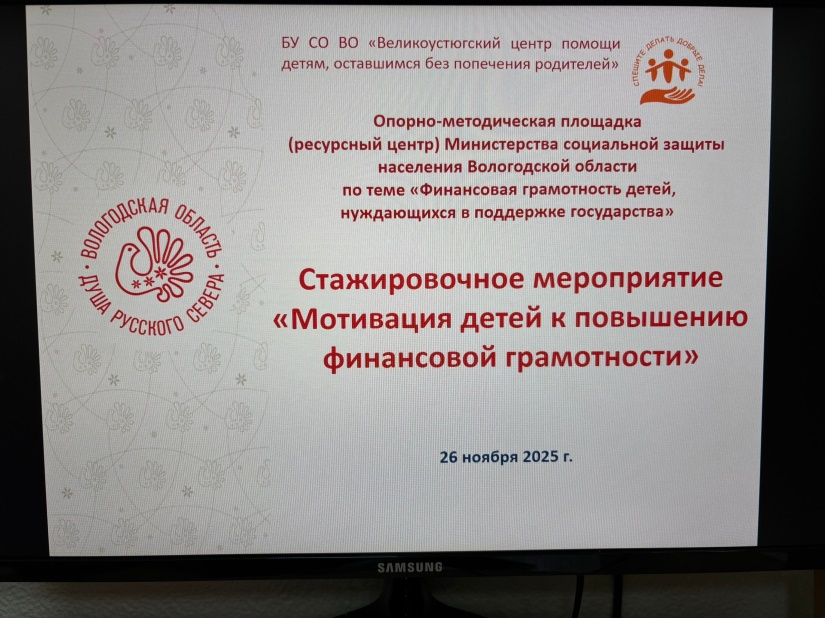 БУ СО ВО «Великоустюгский центр помощи
детям, оставшимся без попечения родителей»
СПЕШИТЕ ДЕЛАТЬ ДОБРЫЕ ДЕЛА!
Опорно-методическая площадка
(ресурсный центр) Министерства социальной защиты
населения Вологодской области
по теме «Финансовая грамотность детей,
нуждающихся в поддержке государства»
ВОЛОГОДСКАЯ ОБЛАСТЬ
ДУША РУССКОГО СЕВЕРА
Стажировочное мероприятие
«Мотивация детей к повышению
финансовой грамотности»
26 ноября 2025 г.
SAMSUNG